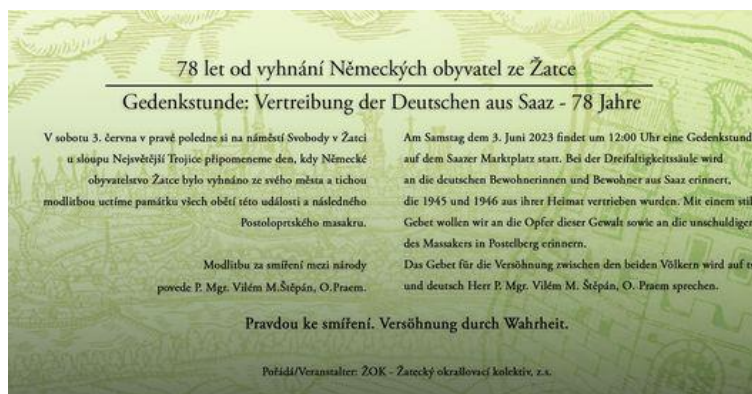 78 let od vyhnání Německých obyvatel ze Žatce
Gedenkstunde: Vertreibung der Deutschen aus Saaz - 78 Jahre
V sobotu 3. června v pravé poledne si na náměstí Svobody v Žatci
u sloupu Nejsvětější Trojice připomeneme den, kdy Německé
obyvatelstvo Žatce bylo vyhnáno ze svého města a tichou
modlitbou uctíme památku všech obětí této události a následného
Postoloprtského masakru.
Modlitbu za smíření mezi národy
povede P. Mgr. Vilém M.Štěpán, O.Praem.
Am Samstag dem 3. Juni 2023 findet um 12:00 Uhr eine Gedenkstund
auf dem Saazer Marktplatz statt. Bei der Dreifaltigkeitssäule wird
an die deutschen Bewohnerinnen und Bewohner aus Saaz erinnert,
die 1945 und 1946 aus ihrer Heimat vertrieben wurden. Mit einem
Gebet wollen wir an die Opfer dieser Gewalt sowie an die unschuldigen
des Massakers in Postelberg erinnern.
Das Gebet für die Versöhnung zwischen den beiden Völkern wird auf
und deutsch Herr P. Mgr. Vilém M. Štěpán, O. Praem sprechen.
Pravdou ke smíření. Versöhnung durch Wahrheit.
Pořádá/Veranstalter: ŽOK - Žatecký okrašlovací kolektiv, z.s.